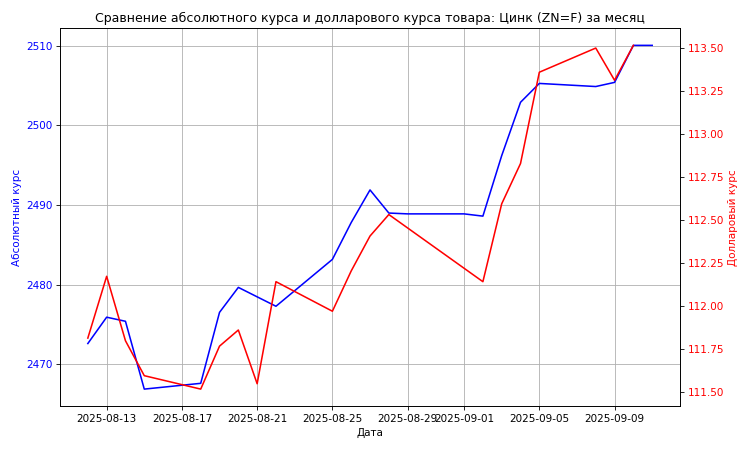 Сравнение абсолютного курса и долларового курса товара: Цинк (ZN=F) за месяц
2510
2500
2490
2480
2470
Абсолютный курс
113.50
113.25
113.00
112.75
112.50
112.25
112.00
111.75
111.50
Долларовый курс
2025-08-13 2025-08-17 2025-08-21 2025-08-25 2025-08-29 2025-09-01 2025-09-05 2025-09-09
Дата